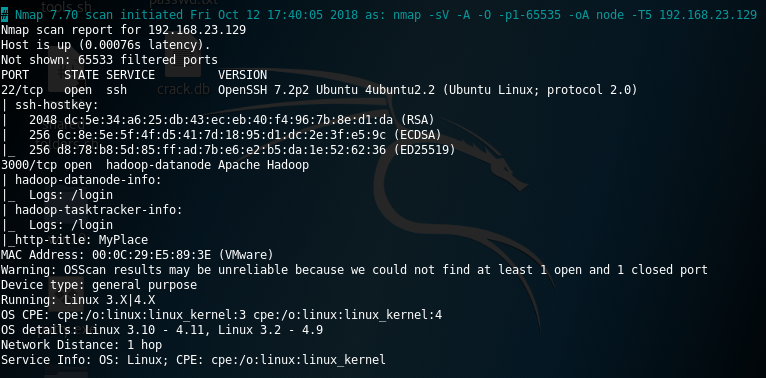 tools.sh
passwd.txt
# Nmap 7.70 scan initiated Fri Oct 12 17:40:05 2018 as: nmap -sV -A -O -p1-65535 -oA node -T5 192.168.23.129
Nmap scan report for 192.168.23.129
Host is up (0.00076s latency).
Not shown: 65533 filtered ports
PORT     STATE SERVICE         VERSION
22/tcp   open  ssh             OpenSSH 7.2p2 Ubuntu 4ubuntu2.2 (Ubuntu Linux; protocol 2.0)
crack.db
| ssh-hostkey:
|   2048 dc:5e:34:a6:25:db:43:ec:eb:40:f4:96:7b:8e:d1:da (RSA)
|   256 6c:8e:5e:5f:4f:d5:41:7d:18:95:d1:dc:2e:3f:e5:9c (ECDSA)
|_  256 d8:78:b8:5d:85:ff:ad:7b:e6:e2:b5:da:1e:52:62:36 (ED25519)
3000/tcp open  hadoop-datanode Apache Hadoop
| hadoop-datanode-info:
|_  Logs: /login
| hadoop-tasktracker-info:
|_  Logs: /login
|_http-title: MyPlace
MAC Address: 00:0C:29:E5:89:3E (VMware)
Warning: OSScan results may be unreliable because we could not find at least 1 open and 1 closed port
Device type: general purpose
Running: Linux 3.X|4.X
OS CPE: cpe:/o:linux:linux_kernel:3 cpe:/o:linux:linux_kernel:4
OS details: Linux 3.10 - 4.11, Linux 3.2 - 4.9
Network Distance: 1 hop
Service Info: OS: Linux; CPE: cpe:/o:linux:linux_kernel